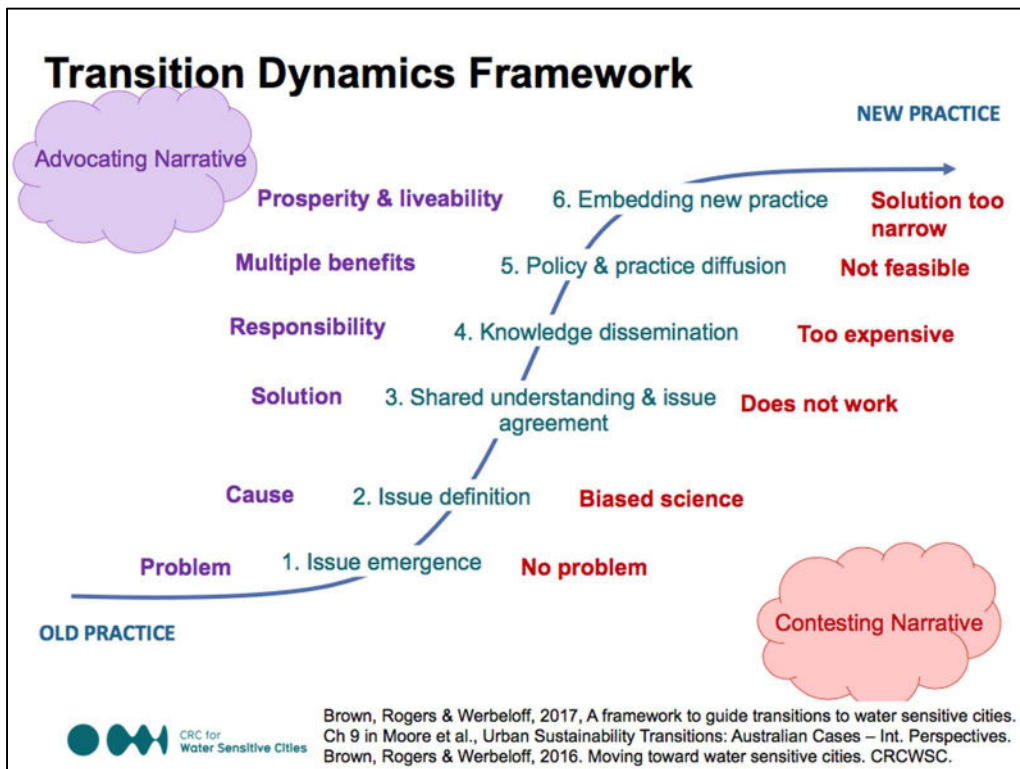 Transition Dynamics Framework
NEW PRACTICE
Advocating Narrative
Prosperity & liveability
6. Embedding new practice
Solution too
narrow
Multiple benefits
5. Policy & practice diffusion
Not feasible
Responsibility
4. Knowledge dissemination
Too expensive
Solution
3. Shared understanding & issue
agreement
Does not work
Cause
2. Issue definition
Biased science
Problem
1. Issue emergence
No problem
OLD PRACTICE
Contesting Narrative
CRC for
Water Sensitive Cities
Brown, Rogers & Werbeloff, 2017, A framework to guide transitions to water sensitive cities.
Ch 9 in Moore et al., Urban Sustainability Transitions: Australian Cases – Int. Perspectives.
Brown, Rogers & Werbeloff, 2016. Moving toward water sensitive cities. CRCWSC.